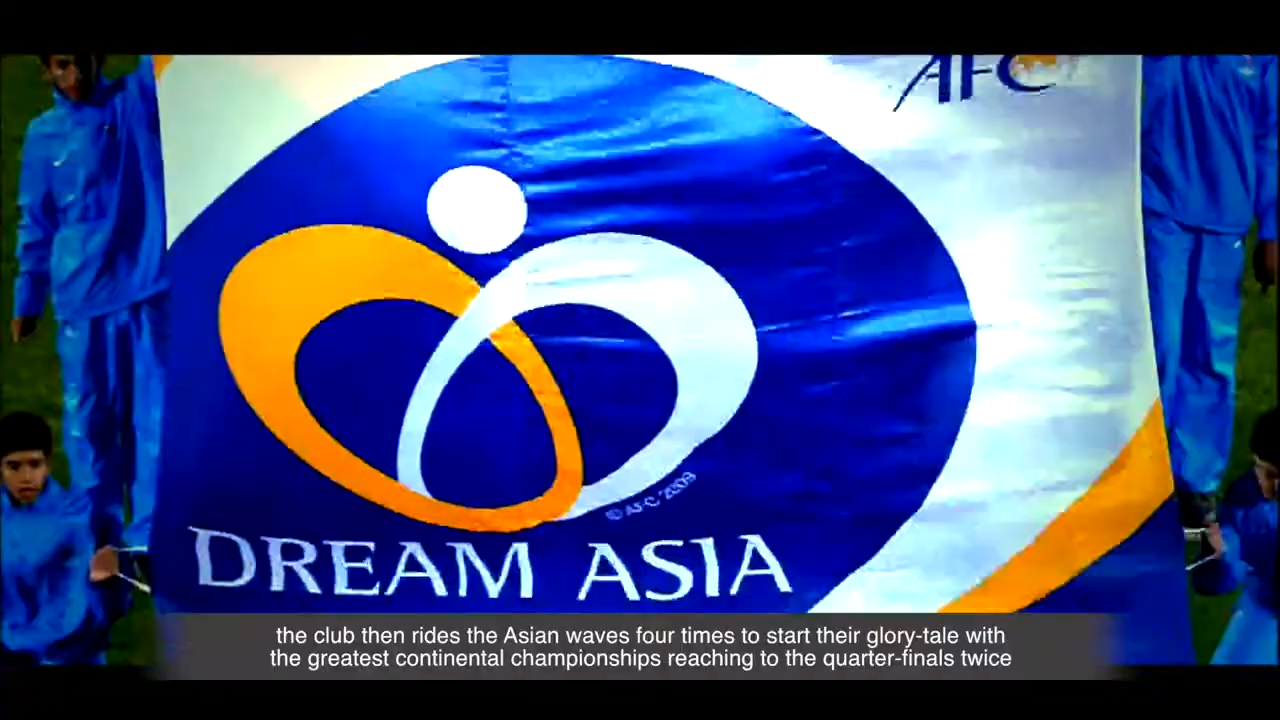 AFC
© AFC 2008
DREAM ASIA
the club then rides the Asian waves four times to start their glory-tale with
the greatest continental championships reaching to the quarter-finals twice